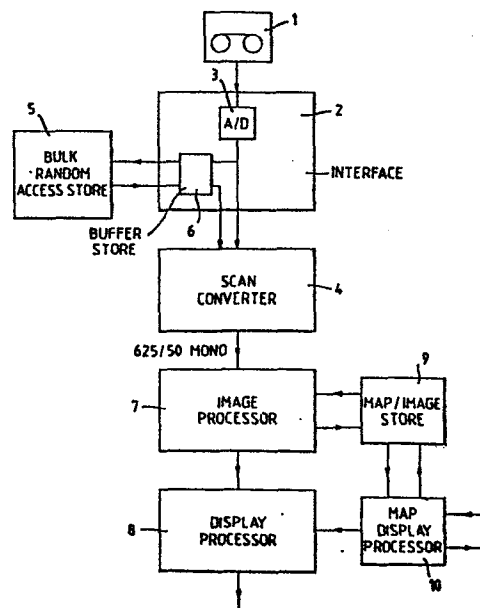 1
3
2
A/D
5
BULK
RANDOM
ACCESS STORE
INTERFACE
BUFFER
STORE
6
SCAN
CONVERTER
4
625/50 MONO
9
7
IMAGE
PROCESSOR
MAP/IMAGE
STORE
8
DISPLAY
PROCESSOR
MAP
DISPLAY
PROCESSOR
10